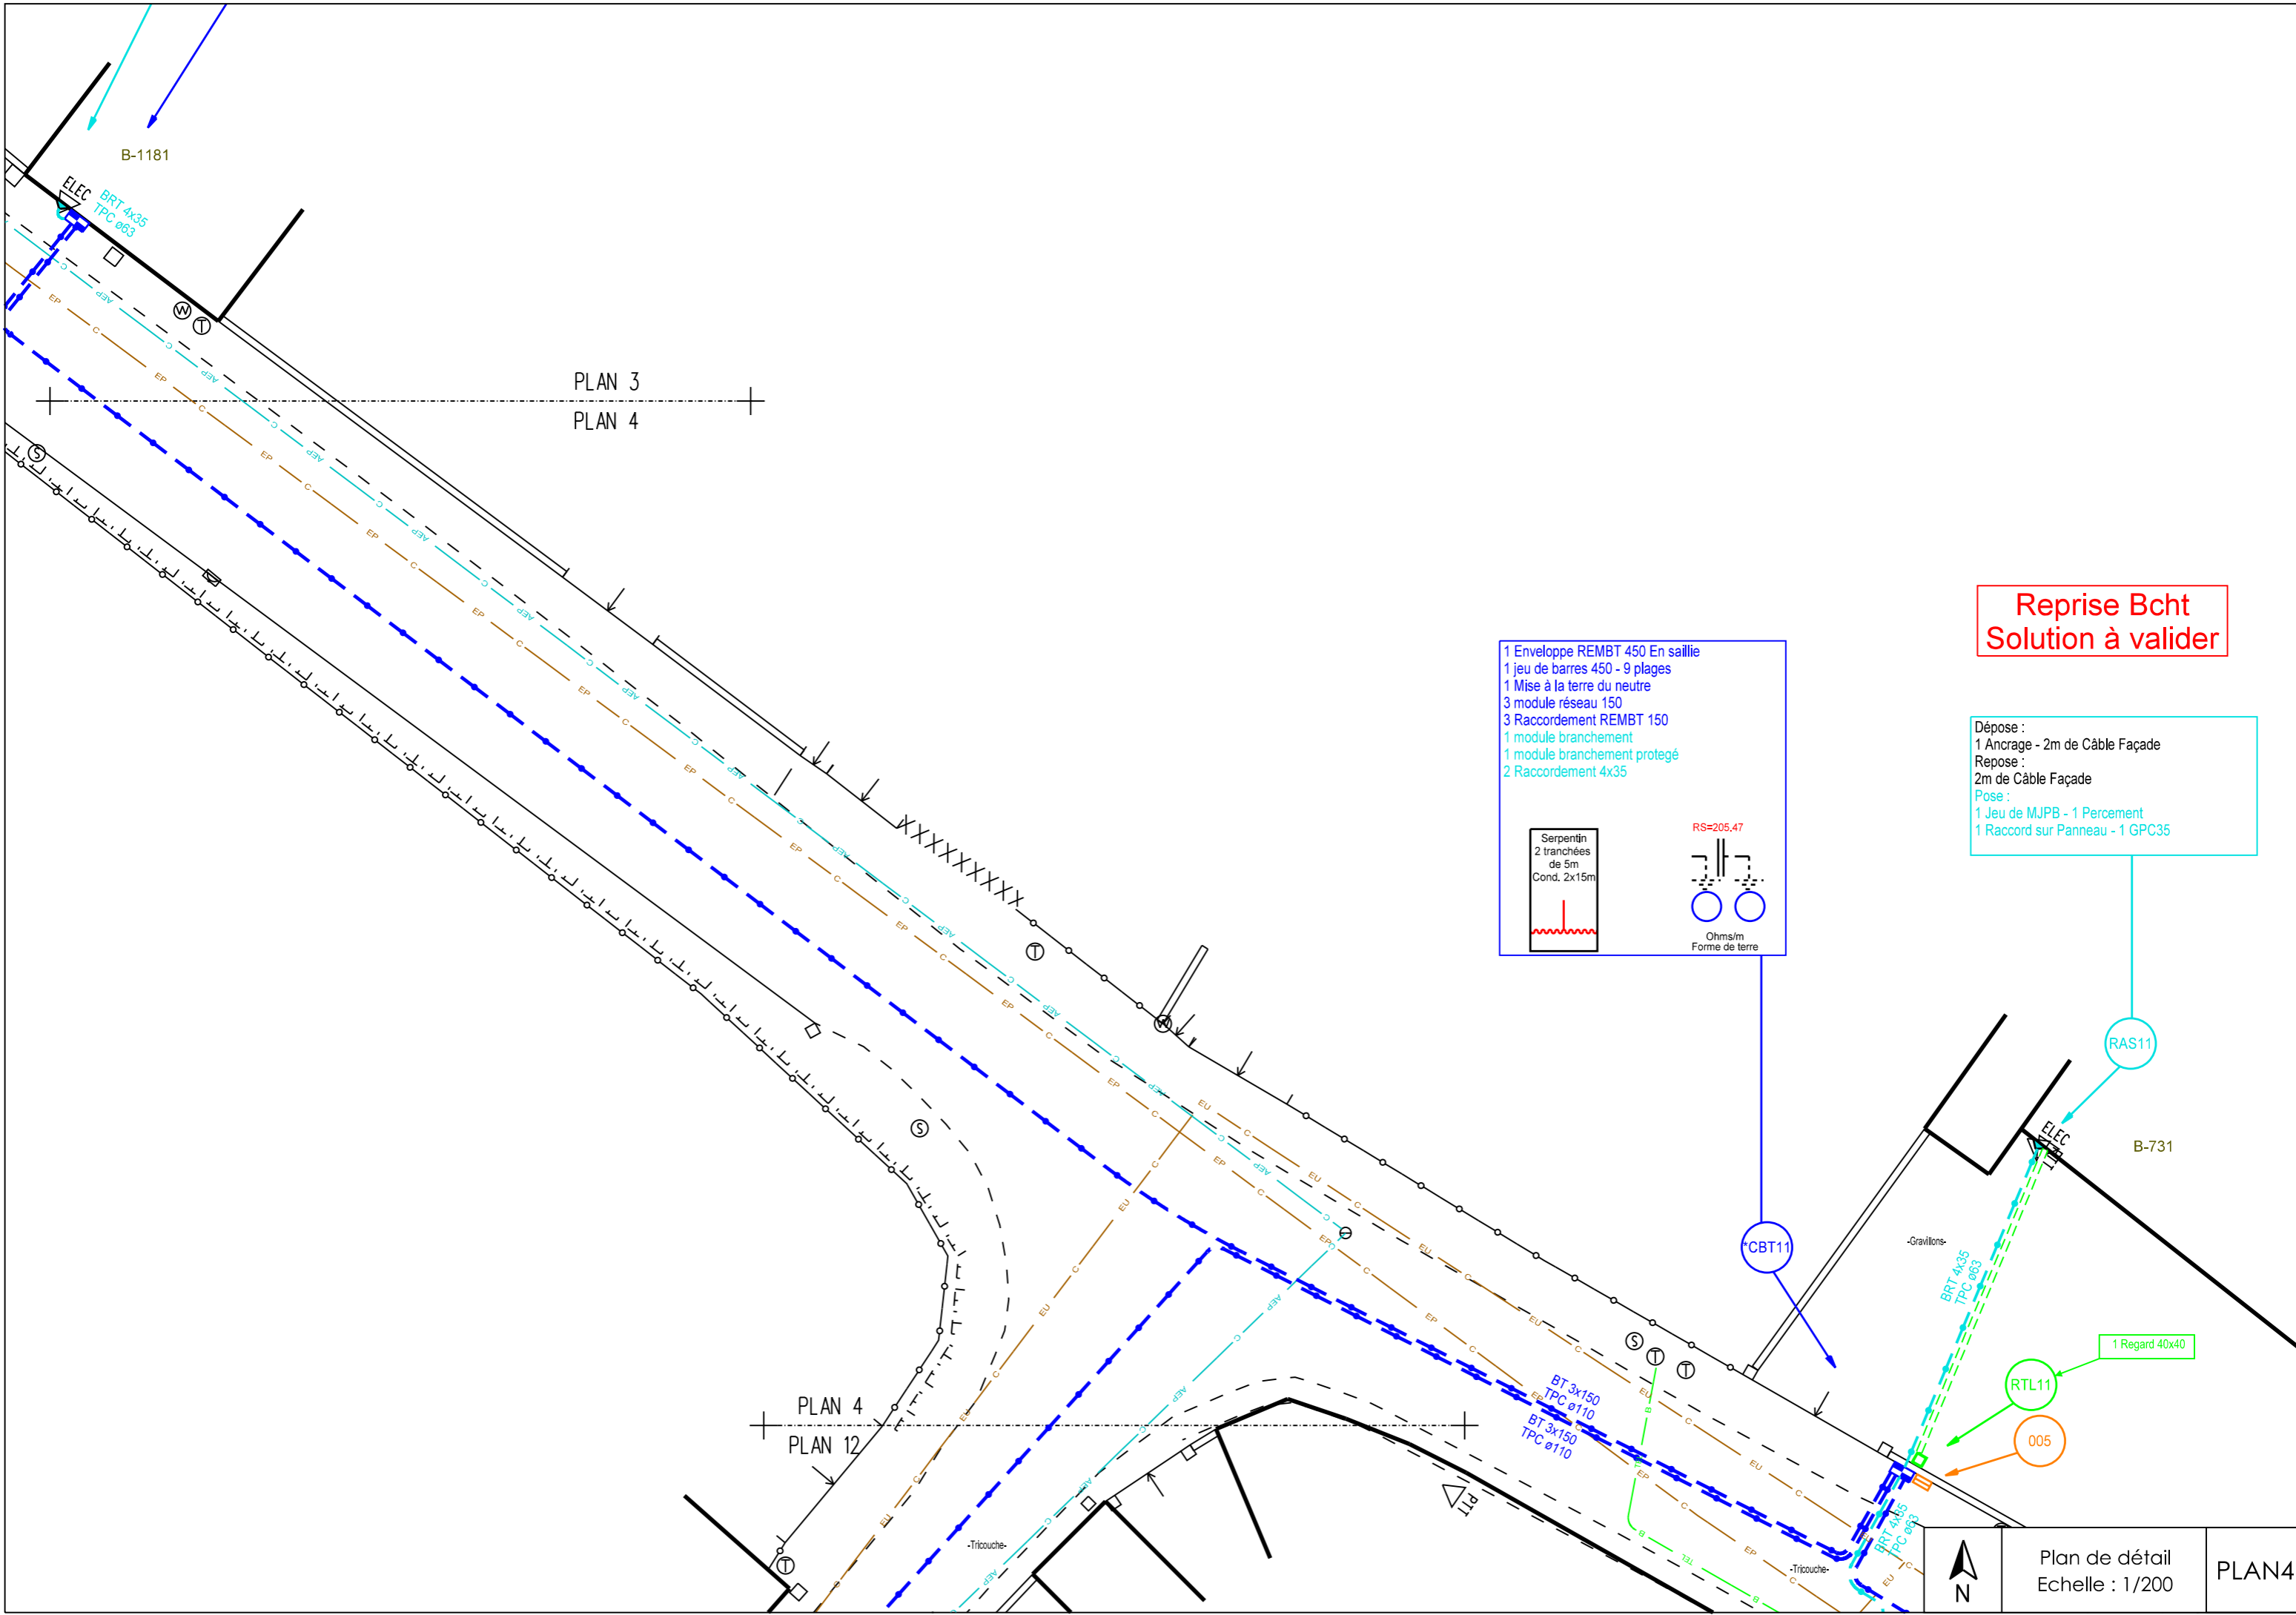 B-1181
ELEC
BRT 4x35
TPC ø63
PLAN 3
PLAN 4
Reprise Bcht
Solution à valider
1 Enveloppe REMBT 450 En saillie
1 jeu de barres 450 - 9 plages
1 Mise à la terre du neutre
3 module réseau 150
3 Raccordement REMBT 150
1 module branchement
1 module branchement protegé
2 Raccordement 4x35
Serpentin
2 tranchées
de 5m
Cond. 2x15m
RS=205,47
Ohms/m
Forme de terre
Dépose :
1 Ancrage - 2m de Câble Façade
Repose :
2m de Câble Façade
Pose :
1 Jeu de MJPB - 1 Percement
1 Raccord sur Panneau - 1 GPC35
RAS11
ELEC
B-731
*CBT11
-Gravillons-
BRT 4x35
TPC ø63
1 Regard 40x40
RTL11
005
PLAN 4
PLAN 12
BT 3x150
TPC ø110
BT 3x150
TPC ø110
PTT
BRT 4x35
TPC ø63
-Tricouche-
-Tricouche-
N
Plan de détail
Echelle : 1/200
PLAN4